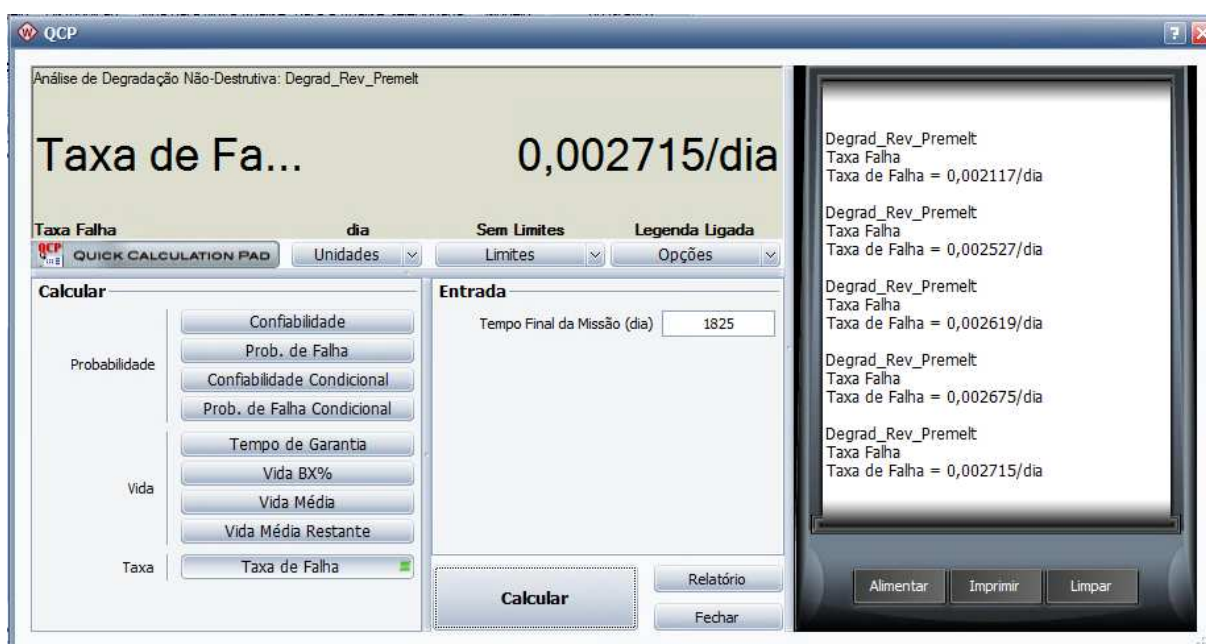 QCP
Análise de Degradação Não-Destrutiva: Degrad_Rev_Premelt
Taxa de Fa... 0,002715/dia
Taxa Falha dia Sem Limites Legenda Ligada
QCP QUICK CALCULATION PAD Unidades Limites Opções
Calcular
Probabilidade
Confiabilidade
Prob. de Falha
Confiabilidade Condicional
Prob. de Falha Condicional
Vida
Tempo de Garantia
Vida BX%
Vida Média
Vida Média Restante
Taxa
Taxa de Falha
Entrada
Tempo Final da Missão (dia) 1825
Calcular
Relatório
Fechar
Degrad_Rev_Premelt
Taxa Falha
Taxa de Falha = 0,002117/dia
Degrad_Rev_Premelt
Taxa Falha
Taxa de Falha = 0,002527/dia
Degrad_Rev_Premelt
Taxa Falha
Taxa de Falha = 0,002619/dia
Degrad_Rev_Premelt
Taxa Falha
Taxa de Falha = 0,002675/dia
Degrad_Rev_Premelt
Taxa Falha
Taxa de Falha = 0,002715/dia
Alimentar Imprimir Limpar